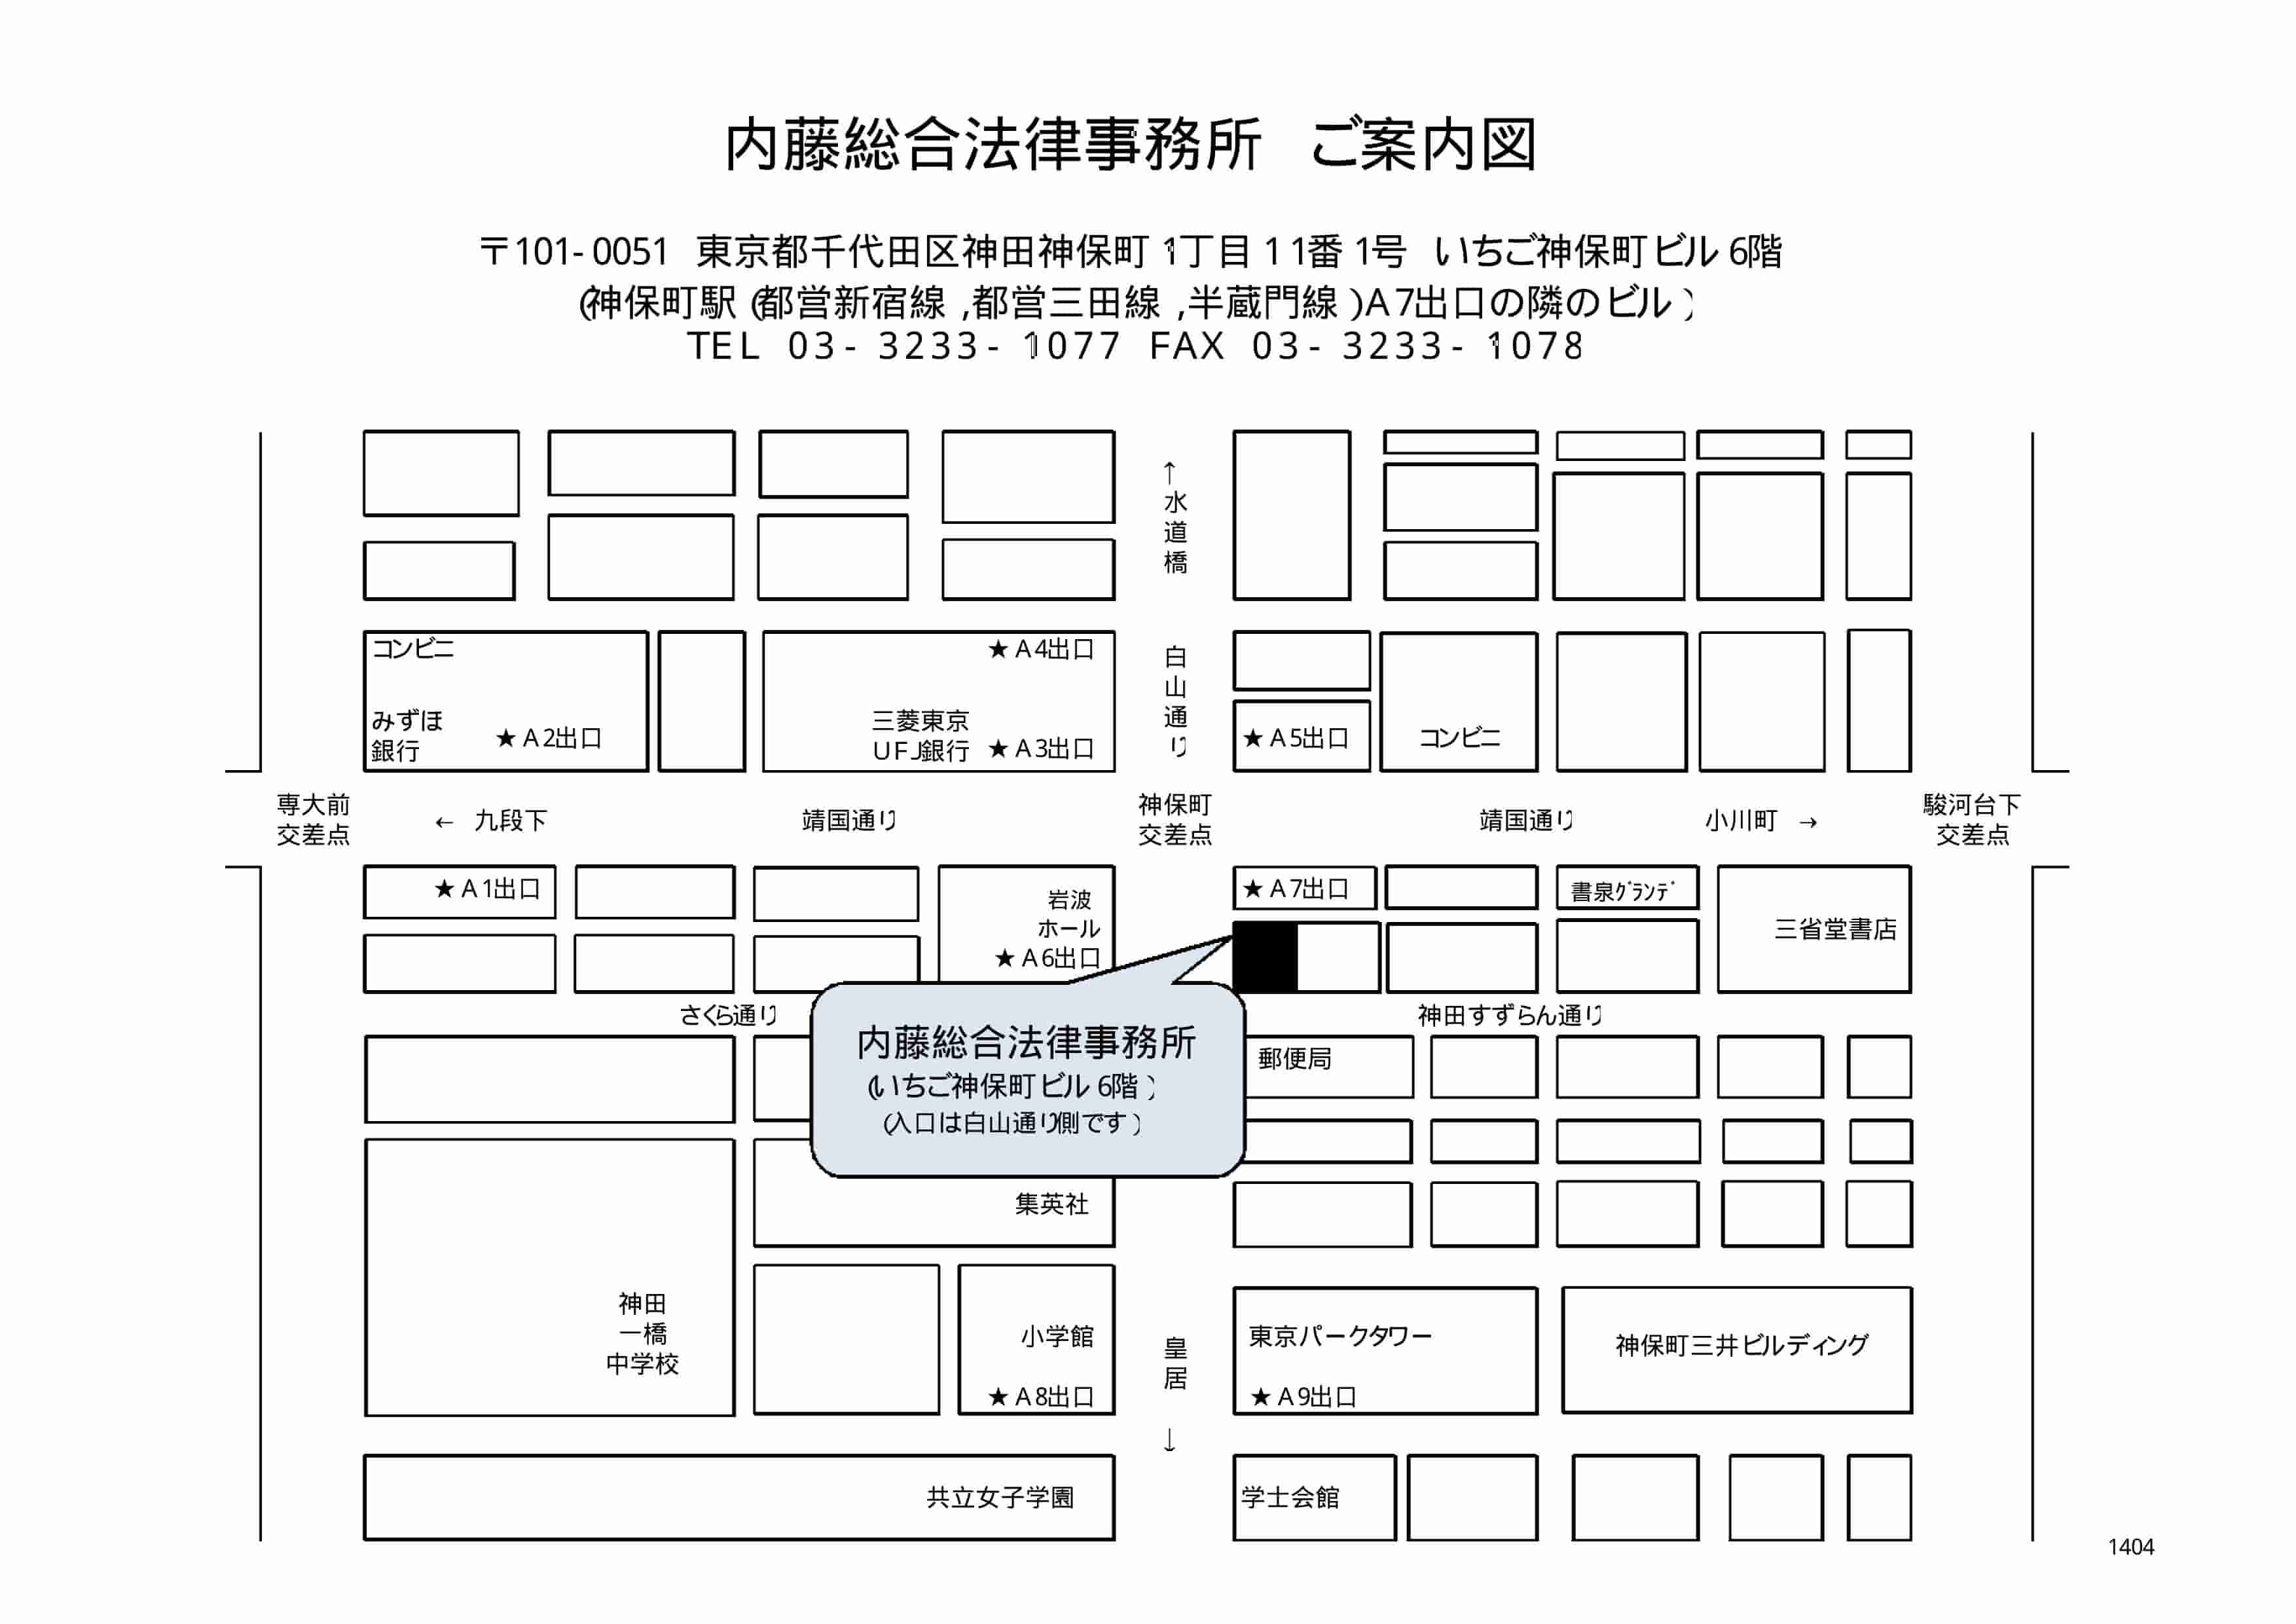 内藤総合法律事務所　ご案内図
〒101-0051 東京都千代田区神田神保町1丁目11番1号 いちご神保町ビル6階
(神保町駅(都営新宿線,都営三田線,半蔵門線)A7出口の隣のビル)
TEL 03-3233-1077 FAX 03-3233-1078
↑水道橋
コンビニ
★A4出口
白山通り
みずほ
銀行
★A2出口
三菱東京
UFJ銀行
★A3出口
★A5出口
コンビニ
専大前
交差点
← 九段下
靖国通り
神保町
交差点
靖国通り
小川町 →
駿河台下
交差点
★A1出口
岩波
ホール
★A6出口
★A7出口
書泉グランデ
三省堂書店
さくら通り
神田すずらん通り
内藤総合法律事務所
(いちご神保町ビル6階)
(入口は白山通り側です)
郵便局
集英社
神田
一橋
中学校
小学館
★A8出口
皇居↓
東京パークタワー
★A9出口
神保町三井ビルディング
共立女子学園
学士会館
1404